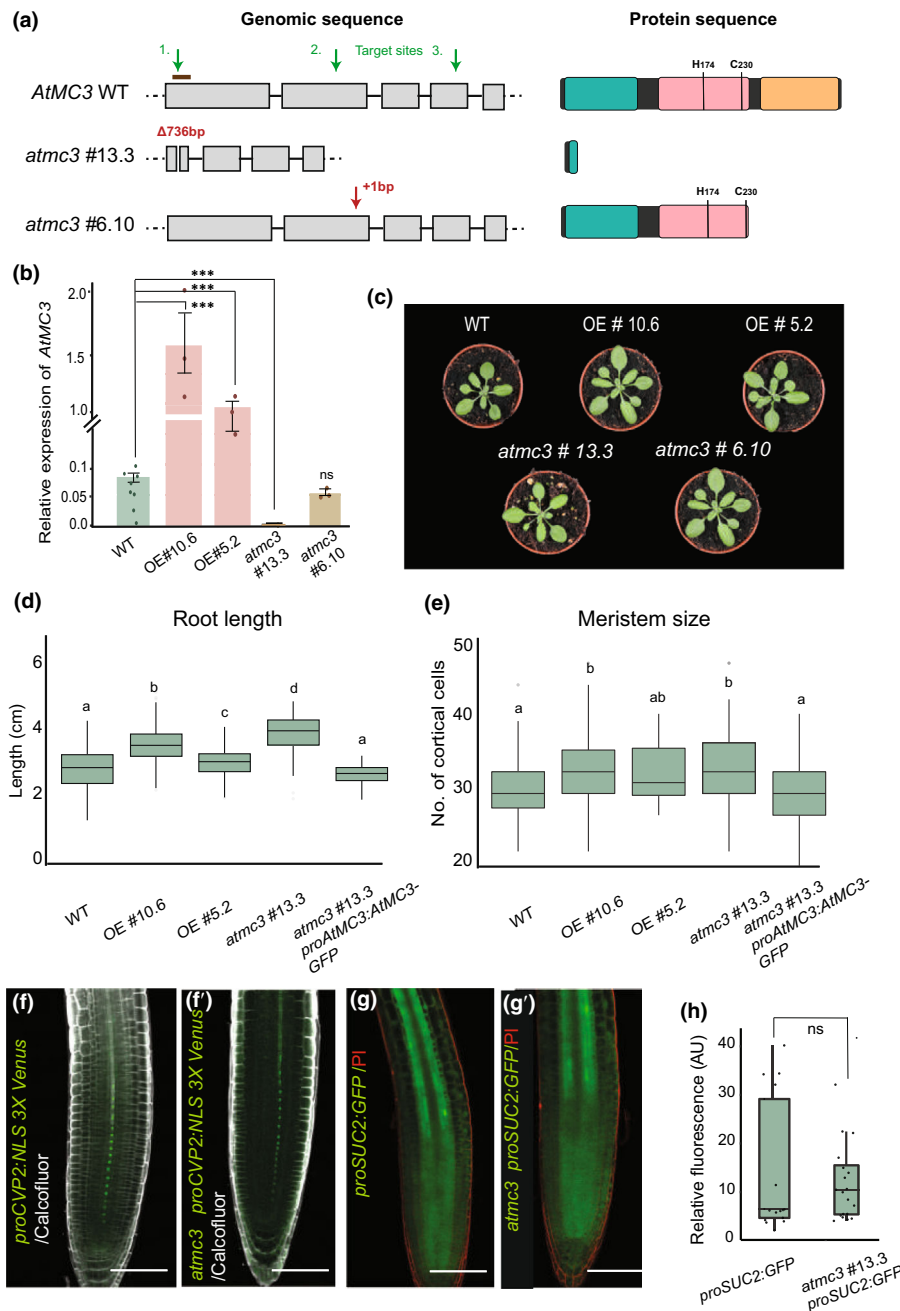 (a)
Genomic sequence
Protein sequence
1.
2.
Target sites
3.
AtMC3 WT
H174
C230
Δ736bp
atmc3 #13.3
+1bp
atmc3 #6.10
H174
C230
(b)
Relative expression of AtMC3
2.0
1.5
1.0
0.10
0.05
0.0
***
***
***
ns
WT
OE#10.6
OE#5.2
atmc3
#13.3
atmc3
#6.10
(c)
WT
OE # 10.6
OE # 5.2
atmc3 # 13.3
atmc3 # 6.10
(d)
Root length
Length (cm)
6
4
2
0
a
b
c
d
a
WT
OE #10.6
OE #5.2
atmc3 #13.3
atmc3 #13.3
proAtMC3:AtMC3-
GFP
(e)
Meristem size
No. of cortical cells
50
40
30
20
a
b
ab
b
a
WT
OE #10.6
OE #5.2
atmc3 #13.3
atmc3 #13.3
proAtMC3:AtMC3-
GFP
(f)
proCVP2:NLS 3X Venus
/Calcofluor
(f′)
atmc3 proCVP2:NLS 3X Venus
/Calcofluor
(g)
proSUC2:GFP/PI
(g′)
atmc3 proSUC2:GFP/PI
(h)
Relative fluorescence (AU)
40
30
20
10
0
ns
proSUC2:GFP
atmc3 #13.3
proSUC2:GFP